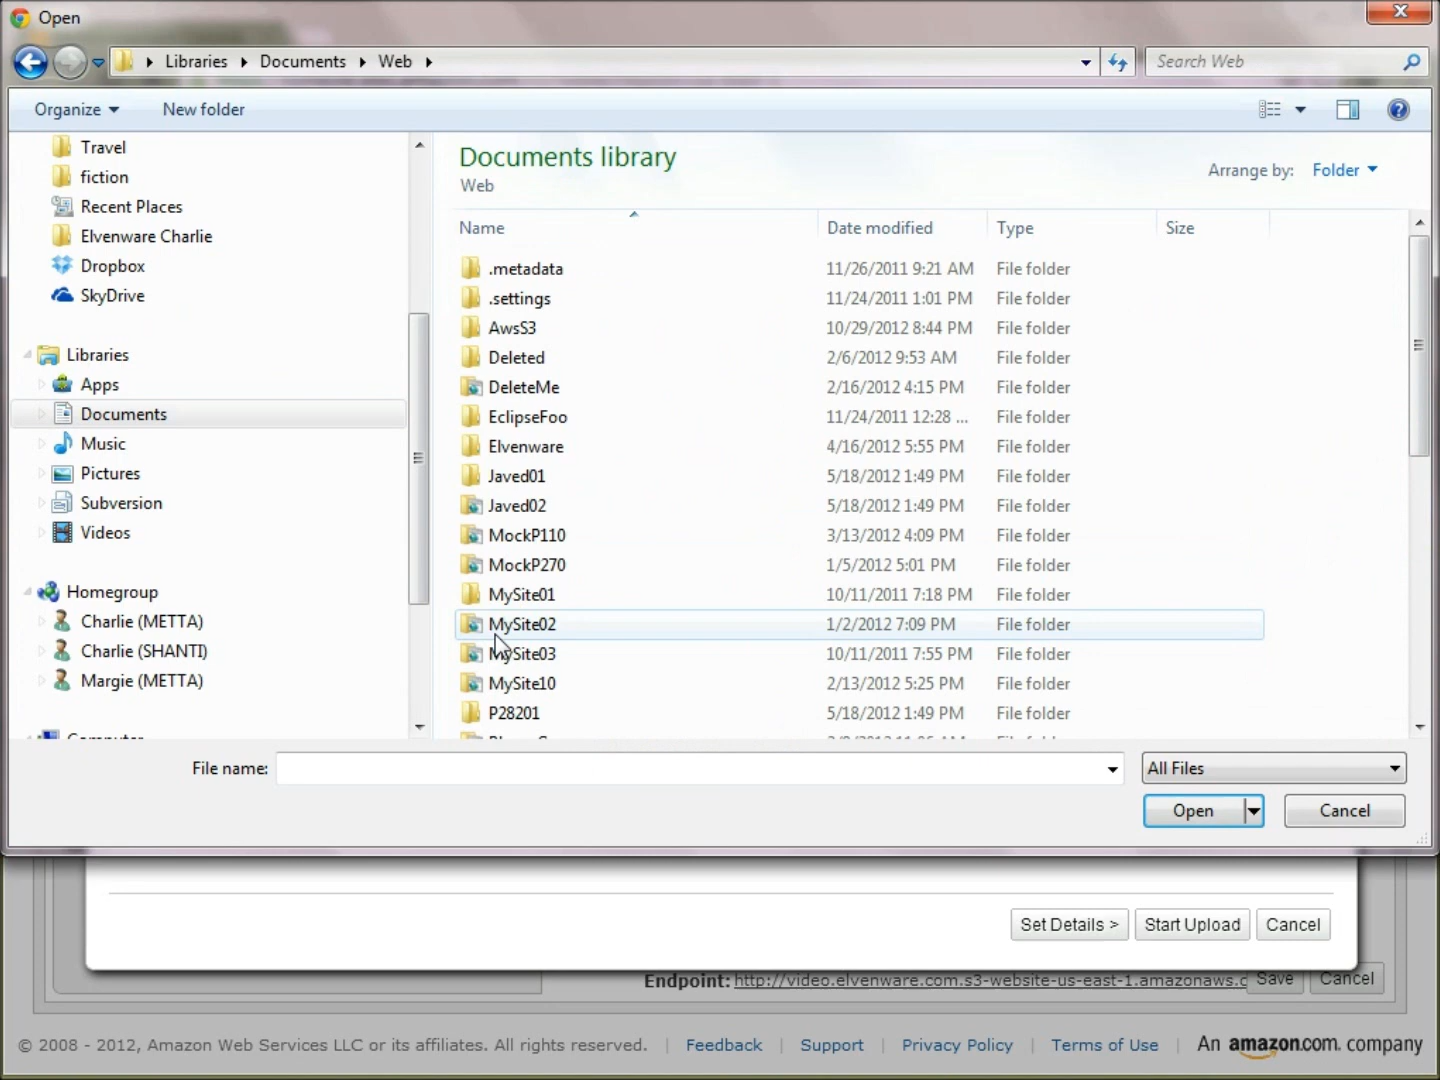 Open
Libraries Documents Web
Search Web
Organize New folder
Travel
fiction
Recent Places
Elvenware Charlie
Dropbox
SkyDrive
Libraries
Apps
Documents
Music
Pictures
Subversion
Videos
Homegroup
Charlie (METTA)
Charlie (SHANTI)
Margie (METTA)
Computer
Documents library
Web
Arrange by: Folder
Name Date modified Type Size
.metadata 11/26/2011 9:21 AM File folder
.settings 11/24/2011 1:01 PM File folder
AwsS3 10/29/2012 8:44 PM File folder
Deleted 2/6/2012 9:53 AM File folder
DeleteMe 2/16/2012 4:15 PM File folder
EclipseFoo 11/24/2011 12:28 ... File folder
Elvenware 4/16/2012 5:55 PM File folder
Javed01 5/18/2012 1:49 PM File folder
Javed02 5/18/2012 1:49 PM File folder
MockP110 3/13/2012 4:09 PM File folder
MockP270 1/5/2012 5:01 PM File folder
MySite01 10/11/2011 7:18 PM File folder
MySite02 1/2/2012 7:09 PM File folder
MySite03 10/11/2011 7:55 PM File folder
MySite10 2/13/2012 5:25 PM File folder
P28201 5/18/2012 1:49 PM File folder
File name: All Files
Open Cancel
Set Details > Start Upload Cancel
Endpoint: http://video.elvenware.com.s3-website-us-east-1.amazonaws.c Save Cancel
© 2008 - 2012, Amazon Web Services LLC or its affiliates. All rights reserved. | Feedback | Support | Privacy Policy | Terms of Use | An amazon.com. company